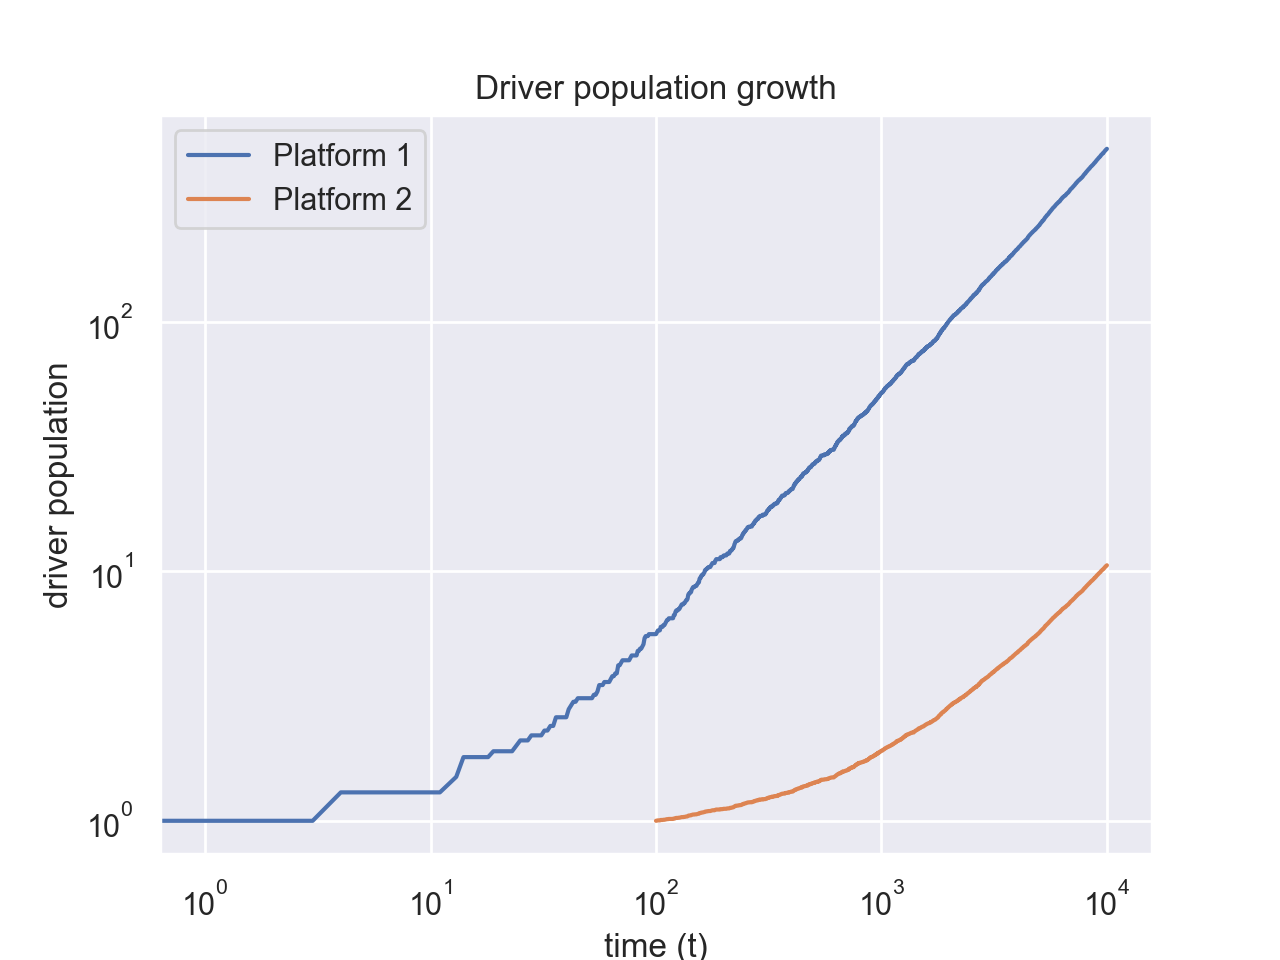 Driver population growth
Platform 1
Platform 2
driver population
10^2
10^1
10^0
10^0 10^1 10^2 10^3 10^4
time (t)